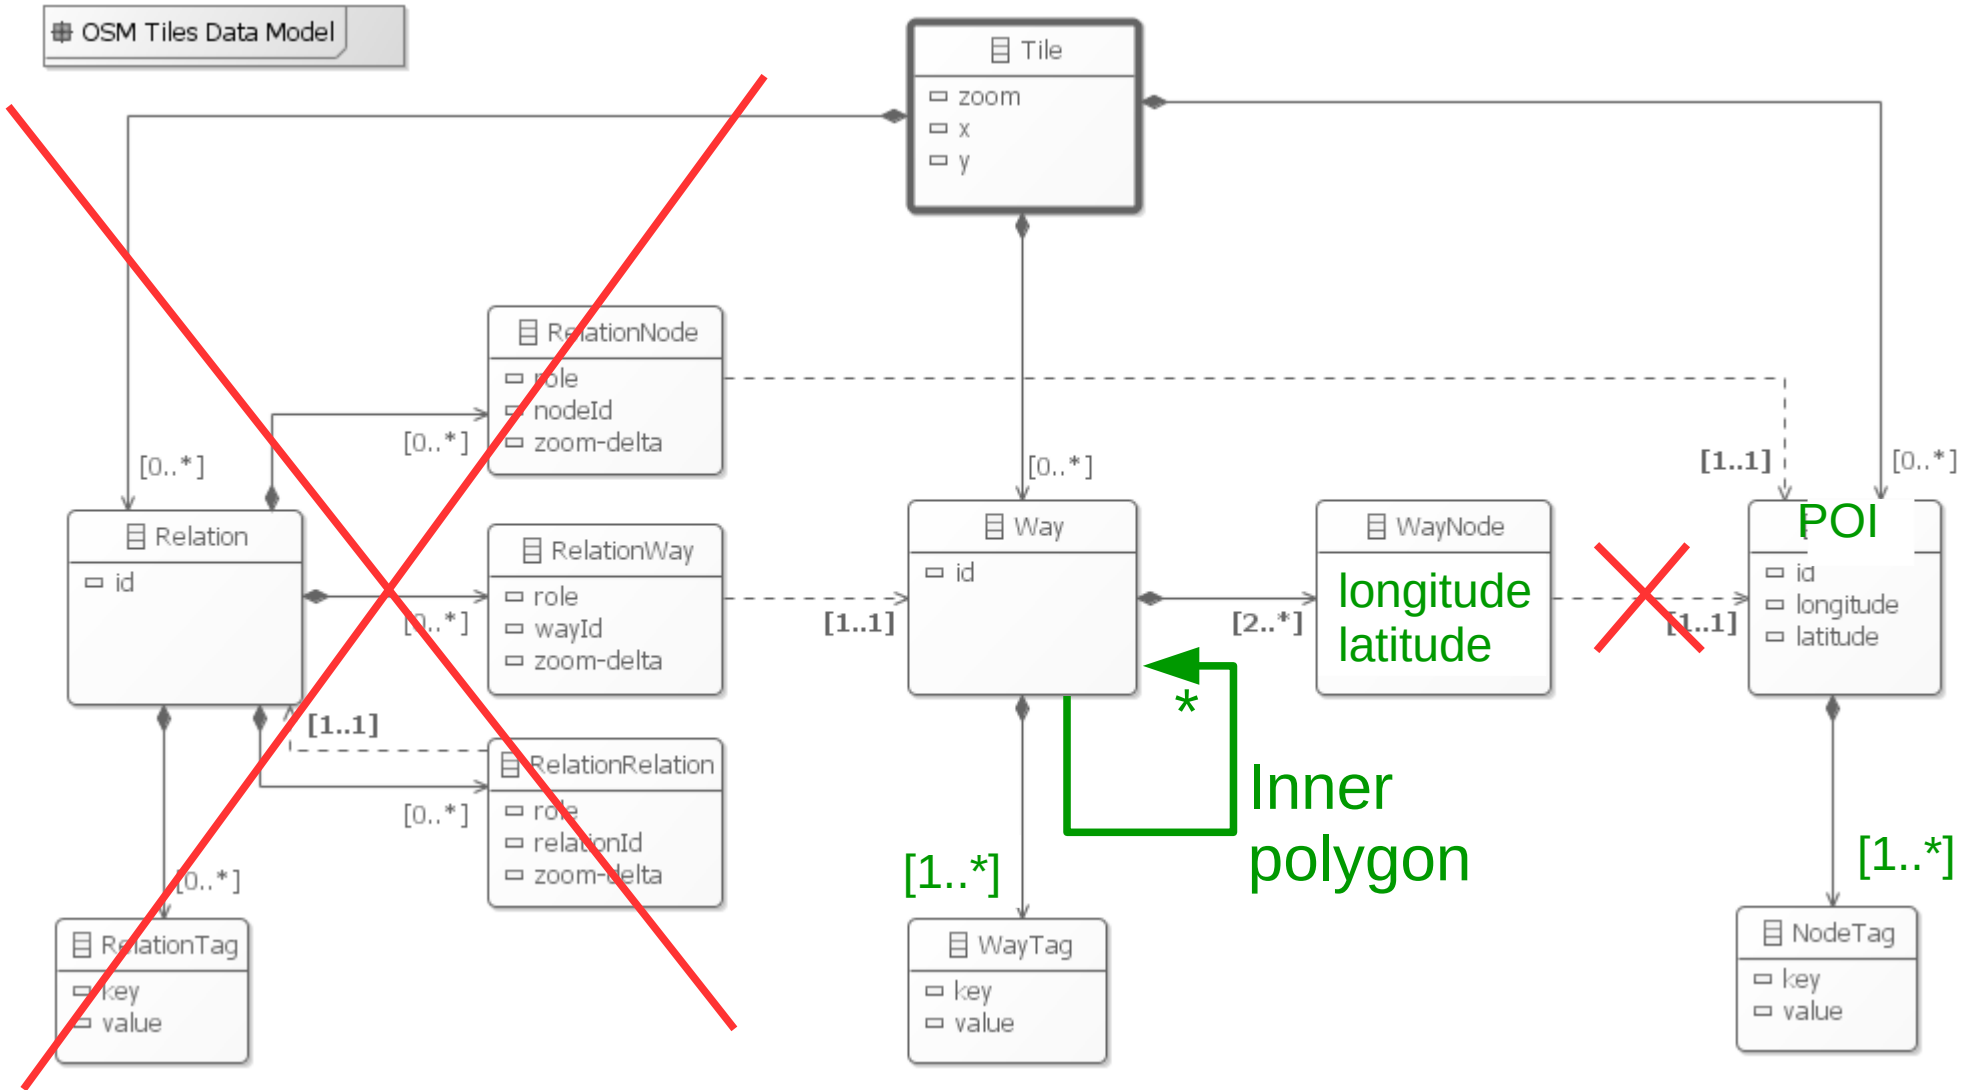 OSM Tiles Data Model
Tile
zoom
x
y
RelationNode
role
nodeId
zoom-delta
[0..*]
[0..*]
[0..*]
[1..1]
[0..*]
Relation
id
RelationWay
role
wayId
zoom-delta
[0..*]
[1..1]
Way
id
[2..*]
WayNode
longitude
latitude
[1..1]
POI
id
longitude
latitude
[1..1]
RelationRelation
role
relationId
zoom-delta
[0..*]
*
Inner
polygon
[0..*]
[1..*]
[1..*]
RelationTag
key
value
WayTag
key
value
NodeTag
key
value